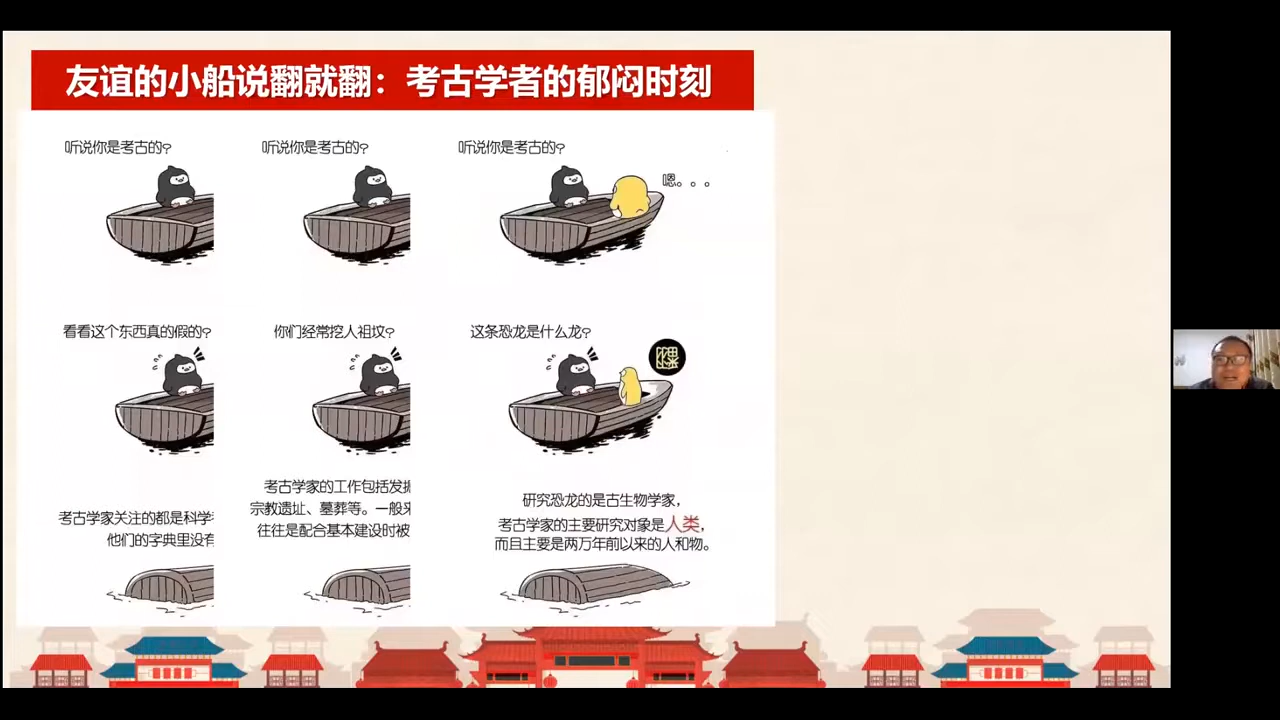 友谊的小船说翻就翻：考古学者的郁闷时刻
听说你是考古的?
看看这个东西真的假的?
考古学家关注的都是科学
他们的字典里没有
听说你是考古的?
你们经常挖人祖坟?
考古学家的工作包括发掘
宗教遗址、墓葬等。一般来
往往是配合基本建设时被
听说你是考古的?
嗯。。。
这条恐龙是什么龙?
研究恐龙的是古生物学家,
考古学家的主要研究对象是人类,
而且主要是两万年前以来的人和物。